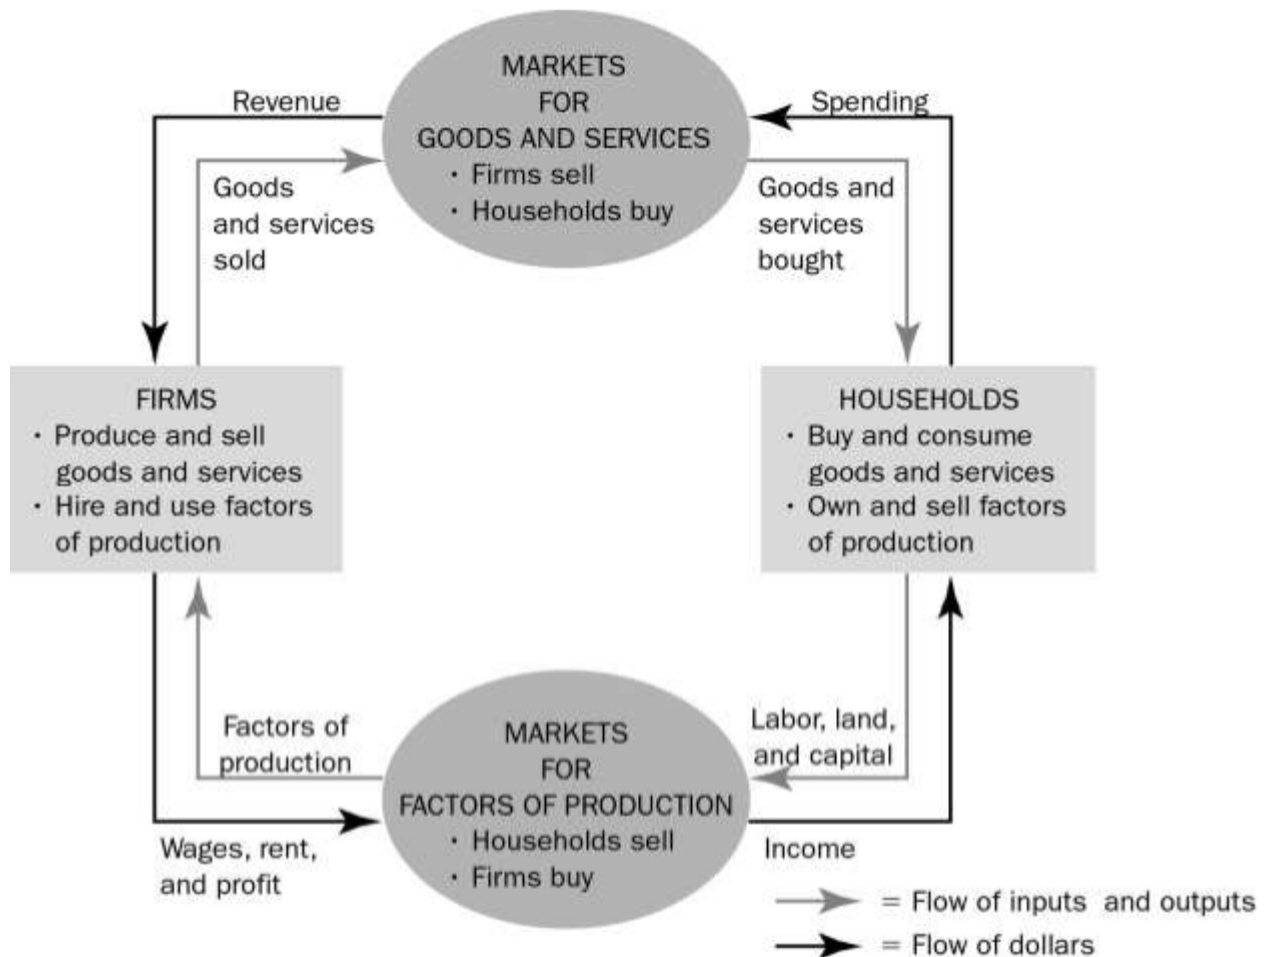 MARKETS
FOR
GOODS AND SERVICES
· Firms sell
· Households buy
Revenue
Spending
Goods
and services
sold
Goods and
services
bought
FIRMS
· Produce and sell
goods and services
· Hire and use factors
of production
HOUSEHOLDS
· Buy and consume
goods and services
· Own and sell factors
of production
Factors of
production
Labor, land,
and capital
MARKETS
FOR
FACTORS OF PRODUCTION
· Households sell
· Firms buy
Wages, rent,
and profit
Income
= Flow of inputs and outputs
= Flow of dollars